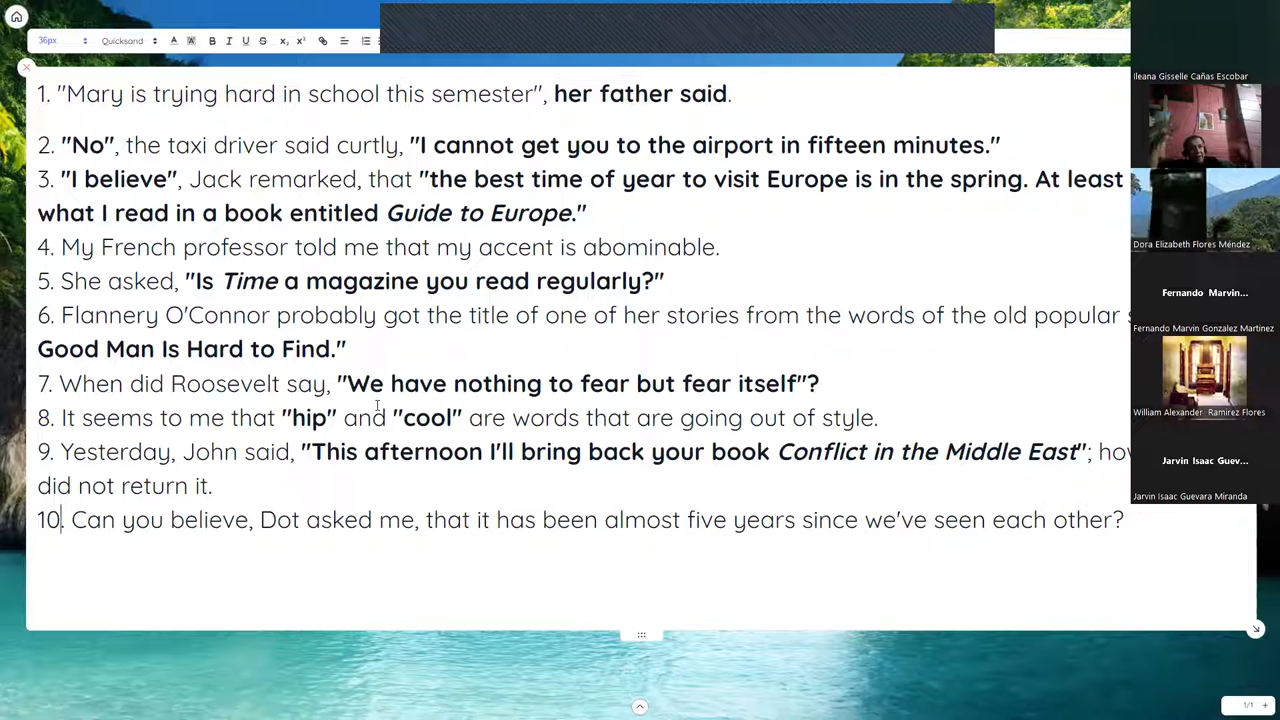 36px Quicksand A A B I U S X₂ X²
1. "Mary is trying hard in school this semester", her father said.
2. "No", the taxi driver said curtly, "I cannot get you to the airport in fifteen minutes."
3. "I believe", Jack remarked, that "the best time of year to visit Europe is in the spring. At least
what I read in a book entitled Guide to Europe."
4. My French professor told me that my accent is abominable.
5. She asked, "Is Time a magazine you read regularly?"
6. Flannery O'Connor probably got the title of one of her stories from the words of the old popular
Good Man Is Hard to Find."
7. When did Roosevelt say, "We have nothing to fear but fear itself"?
8. It seems to me that "hip" and "cool" are words that are going out of style.
9. Yesterday, John said, "This afternoon I'll bring back your book Conflict in the Middle East";
did not return it.
10. Can you believe, Dot asked me, that it has been almost five years since we've seen each other?
Ileana Gisselle Cañas Escobar
Dora Elizabeth Flores Méndez
Fernando Marvin...
Fernando Marvin Gonzalez Martinez
William Alexander Ramirez Flores
Jarvin Isaac Guev...
Jarvin Isaac Guevara Miranda
1/1 +